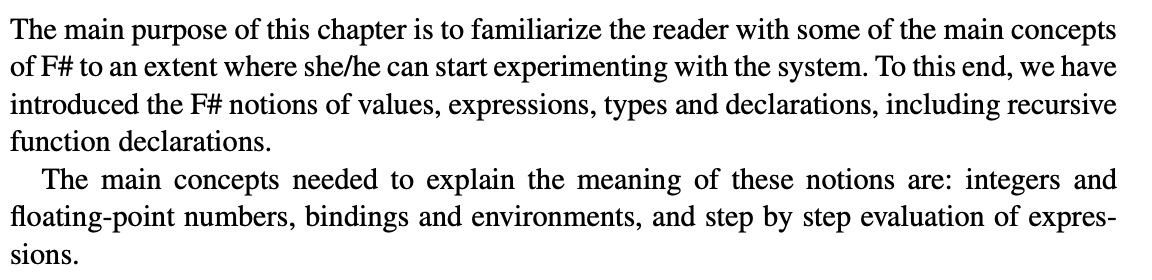 The main purpose of this chapter is to familiarize the reader with some of the main concepts
of F# to an extent where she/he can start experimenting with the system. To this end, we have
introduced the F# notions of values, expressions, types and declarations, including recursive
function declarations.
The main concepts needed to explain the meaning of these notions are: integers and
floating-point numbers, bindings and environments, and step by step evaluation of expres-
sions.